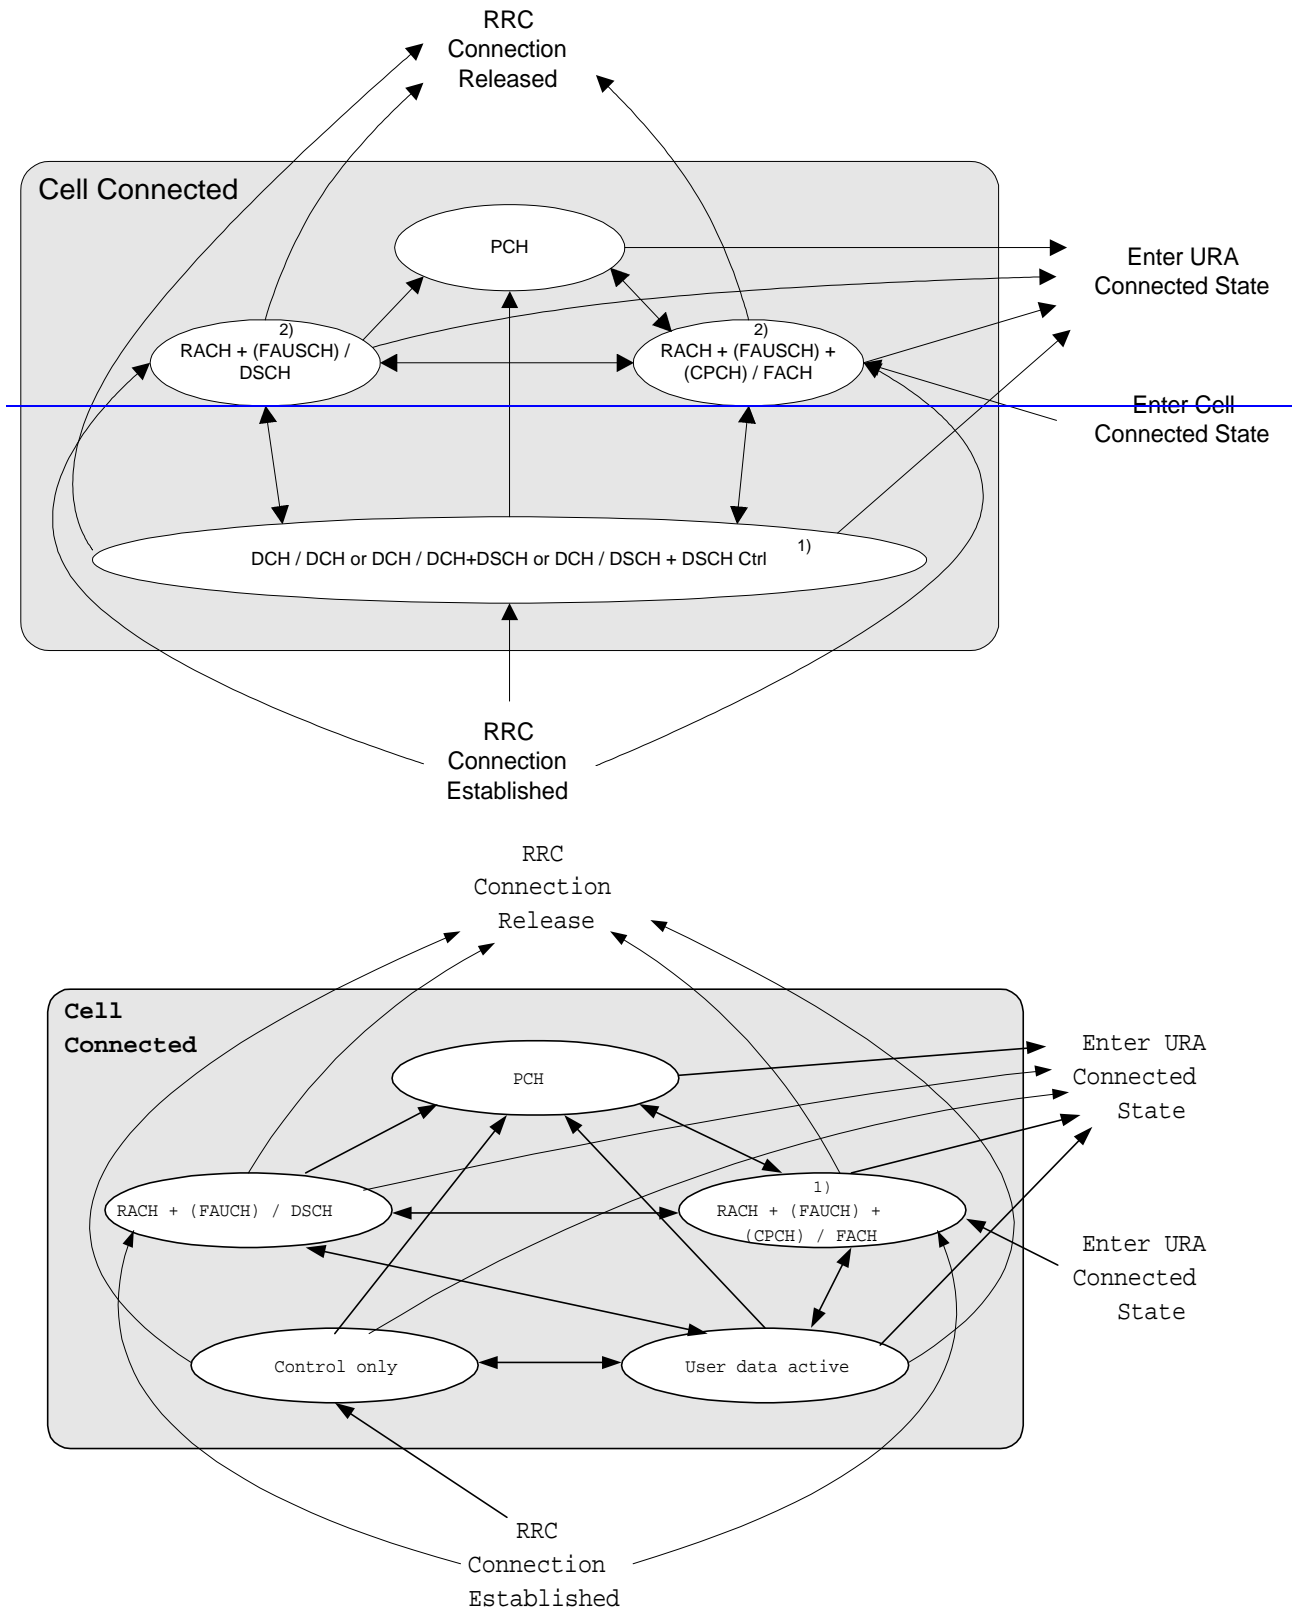 RRC
Connection
Released
Cell Connected
PCH
Enter URA
Connected State
2)
RACH + (FAUSCH) /
DSCH
2)
RACH + (FAUSCH) +
(CPCH) / FACH
Enter Cell
Connected State
DCH / DCH or DCH / DCH+DSCH or DCH / DSCH + DSCH Ctrl
1)
RRC
Connection
Established
RRC
Connection
Release
Cell
Connected
PCH
Enter URA
Connected
State
RACH + (FAUCH) / DSCH
1)
RACH + (FAUCH) +
(CPCH) / FACH
Enter URA
Connected
State
Control only
User data active
RRC
Connection
Established